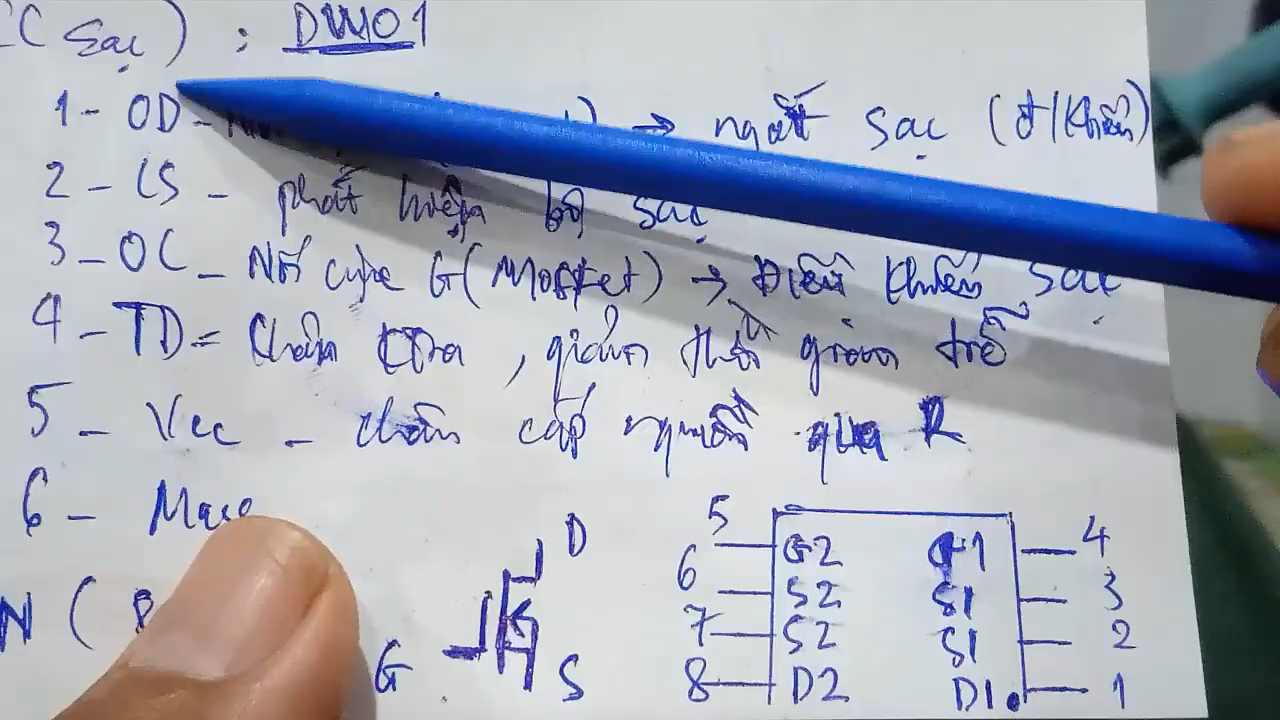 Sạc) : DW01
1 - OD - → ngắt sạc (đ/khiển)
2 - CS - phát hiện bộ sạc
3 - OC - Nối cực G (Mosfet) → Điều khiển sạc
4 - TD = Chân , giảm thời gian trễ
5 - Vcc - chân cấp nguồn qua R
6 - Mass
N ( 8
G D S
5 G2 G1 4
6 S2 S1 3
7 S2 S1 2
8 D2 D1 1